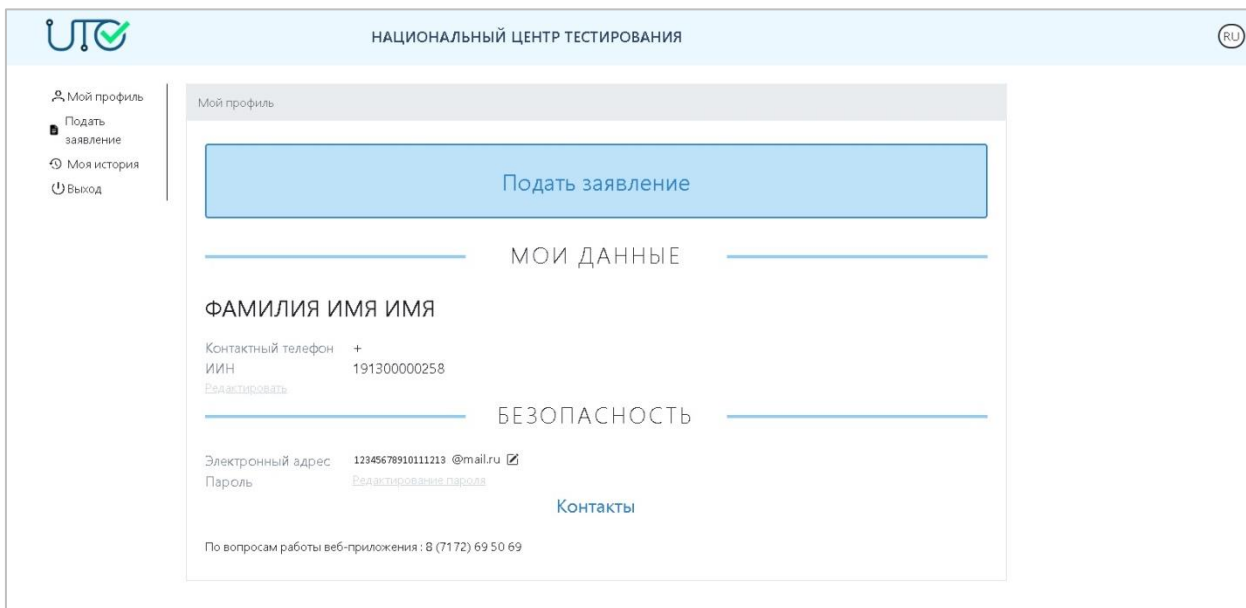 UTO
НАЦИОНАЛЬНЫЙ ЦЕНТР ТЕСТИРОВАНИЯ
RU
Мой профиль
Подать
заявление
Моя история
Выход
Мой профиль
Подать заявление
МОИ ДАННЫЕ
ФАМИЛИЯ ИМЯ ИМЯ
Контактный телефон +
ИИН 191300000258
Редактировать
БЕЗОПАСНОСТЬ
Электронный адрес 12345678910111213 @mail.ru
Пароль Редактирование пароля
Контакты
По вопросам работы веб-приложения : 8 (7172) 69 50 69